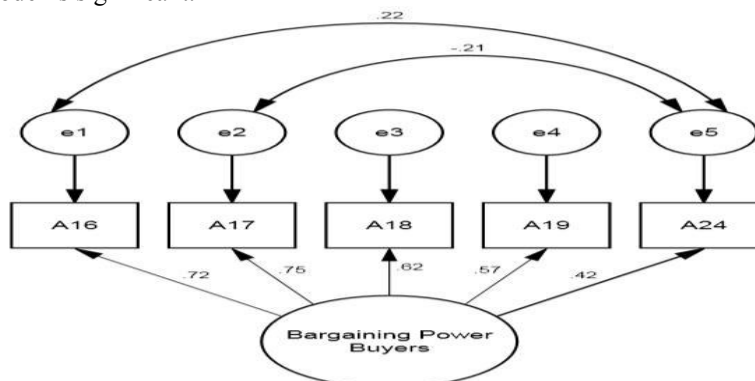 .22
-.21
e1 e2 e3 e4 e5
A16 A17 A18 A19 A24
.72 .75 .62 .57 .42
Bargaining Power
Buyers